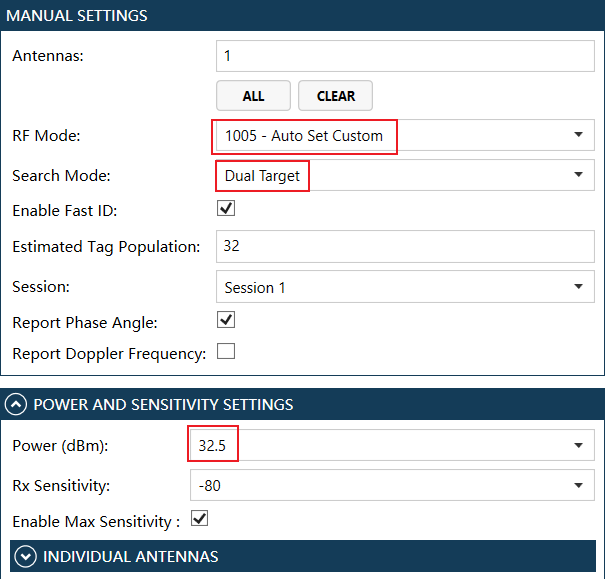 MANUAL SETTINGS
Antennas: 1
ALL CLEAR
RF Mode: 1005 - Auto Set Custom
Search Mode: Dual Target
Enable Fast ID:
Estimated Tag Population: 32
Session: Session 1
Report Phase Angle:
Report Doppler Frequency:
POWER AND SENSITIVITY SETTINGS
Power (dBm): 32.5
Rx Sensitivity: -80
Enable Max Sensitivity :
INDIVIDUAL ANTENNAS